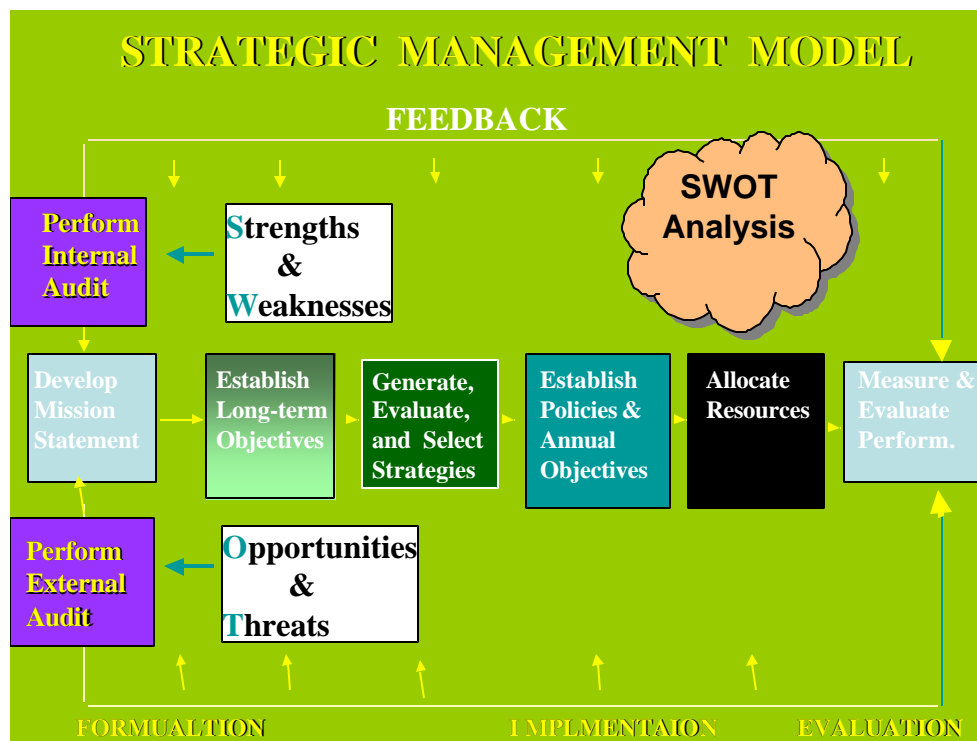 STRATEGIC MANAGEMENT MODEL
FEEDBACK
SWOT
Analysis
Perform
Internal
Audit
Strengths
&
Weaknesses
Develop
Mission
Statement
Establish
Long-term
Objectives
Generate,
Evaluate,
and Select
Strategies
Establish
Policies &
Annual
Objectives
Allocate
Resources
Measure &
Evaluate
Perform.
Perform
External
Audit
Opportunities
&
Threats
FORMUALTION
I MPLMENTAION
EVALUATION